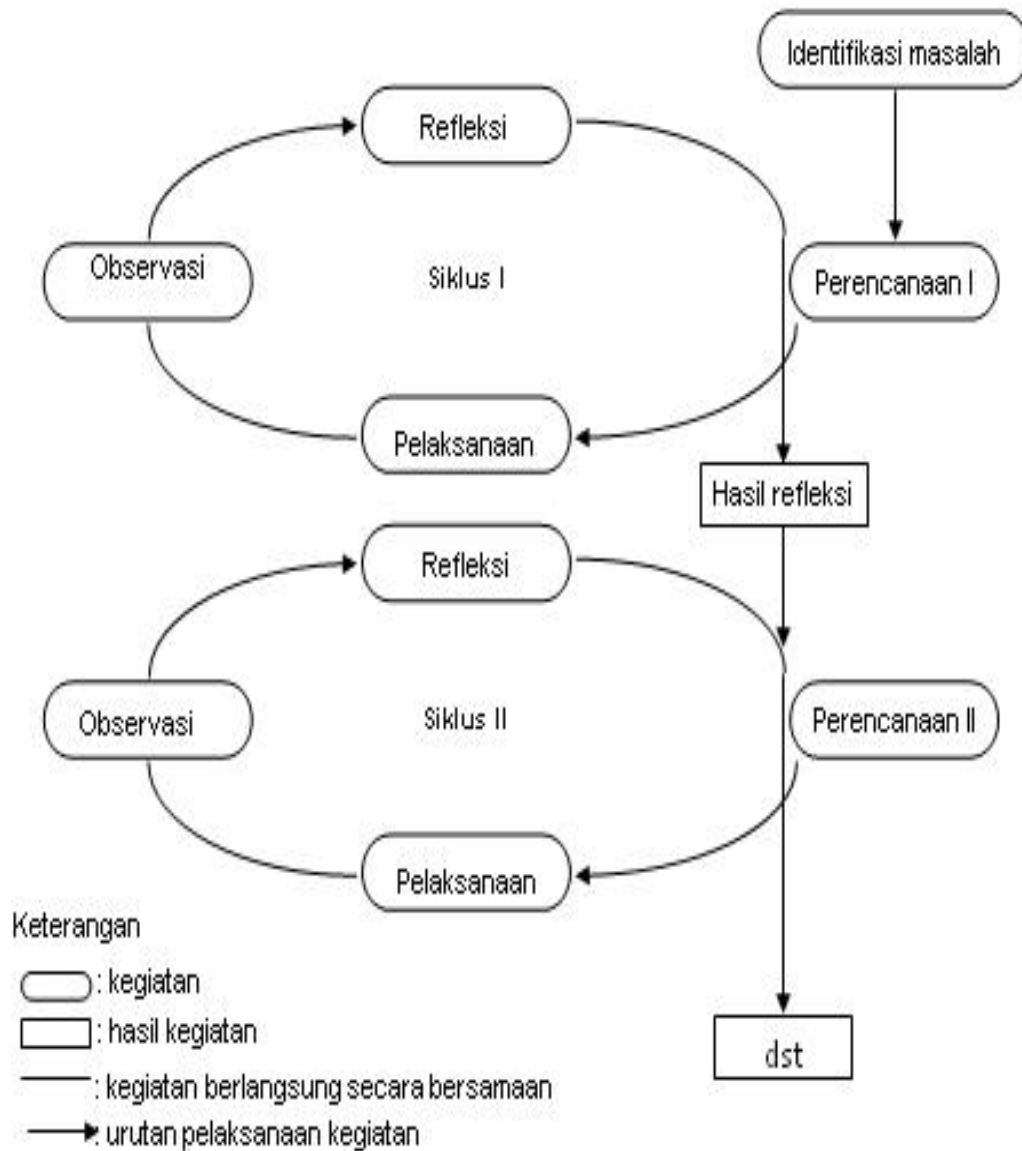 Identifikasi masalah
Refleksi
Observasi
Siklus I
Perencanaan I
Pelaksanaan
Hasil refleksi
Refleksi
Observasi
Siklus II
Perencanaan II
Pelaksanaan
Keterangan
: kegiatan
: hasil kegiatan
dst
: kegiatan berlangsung secara bersamaan
: urutan pelaksanaan kegiatan